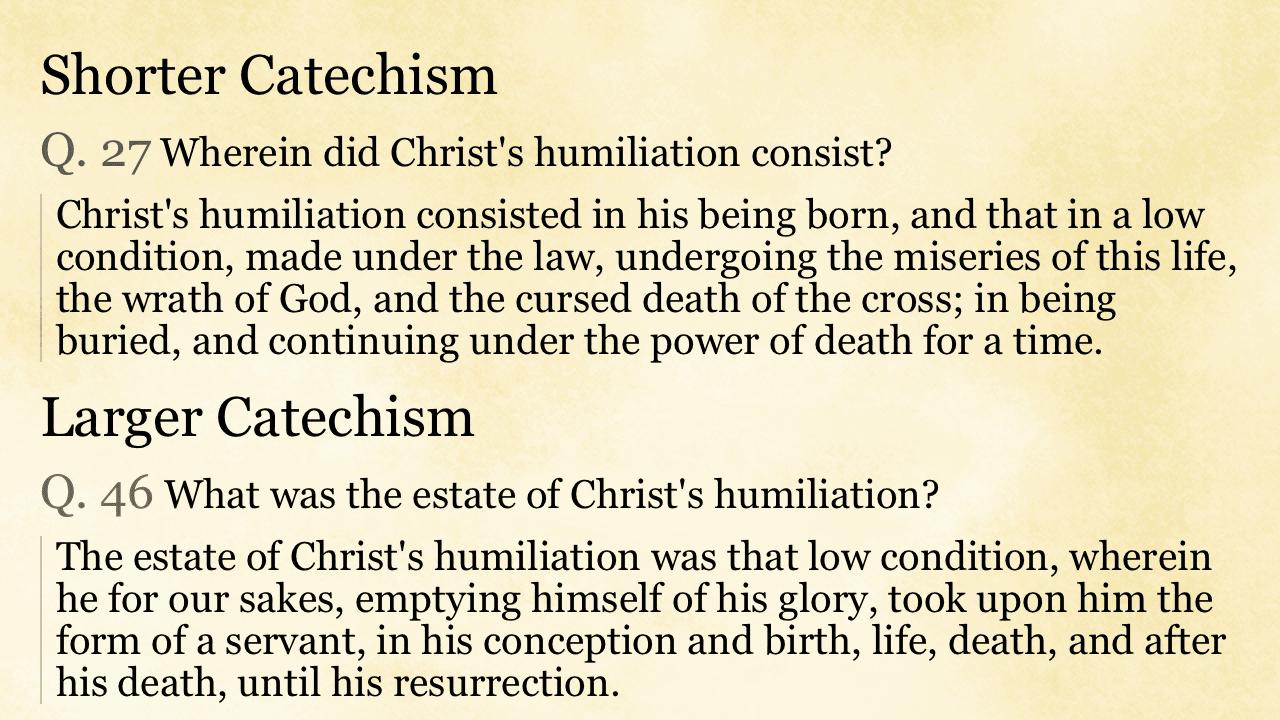 Shorter Catechism
Q. 27 Wherein did Christ's humiliation consist?
Christ's humiliation consisted in his being born, and that in a low
condition, made under the law, undergoing the miseries of this life,
the wrath of God, and the cursed death of the cross; in being
buried, and continuing under the power of death for a time.
Larger Catechism
Q. 46 What was the estate of Christ's humiliation?
The estate of Christ's humiliation was that low condition, wherein
he for our sakes, emptying himself of his glory, took upon him the
form of a servant, in his conception and birth, life, death, and after
his death, until his resurrection.